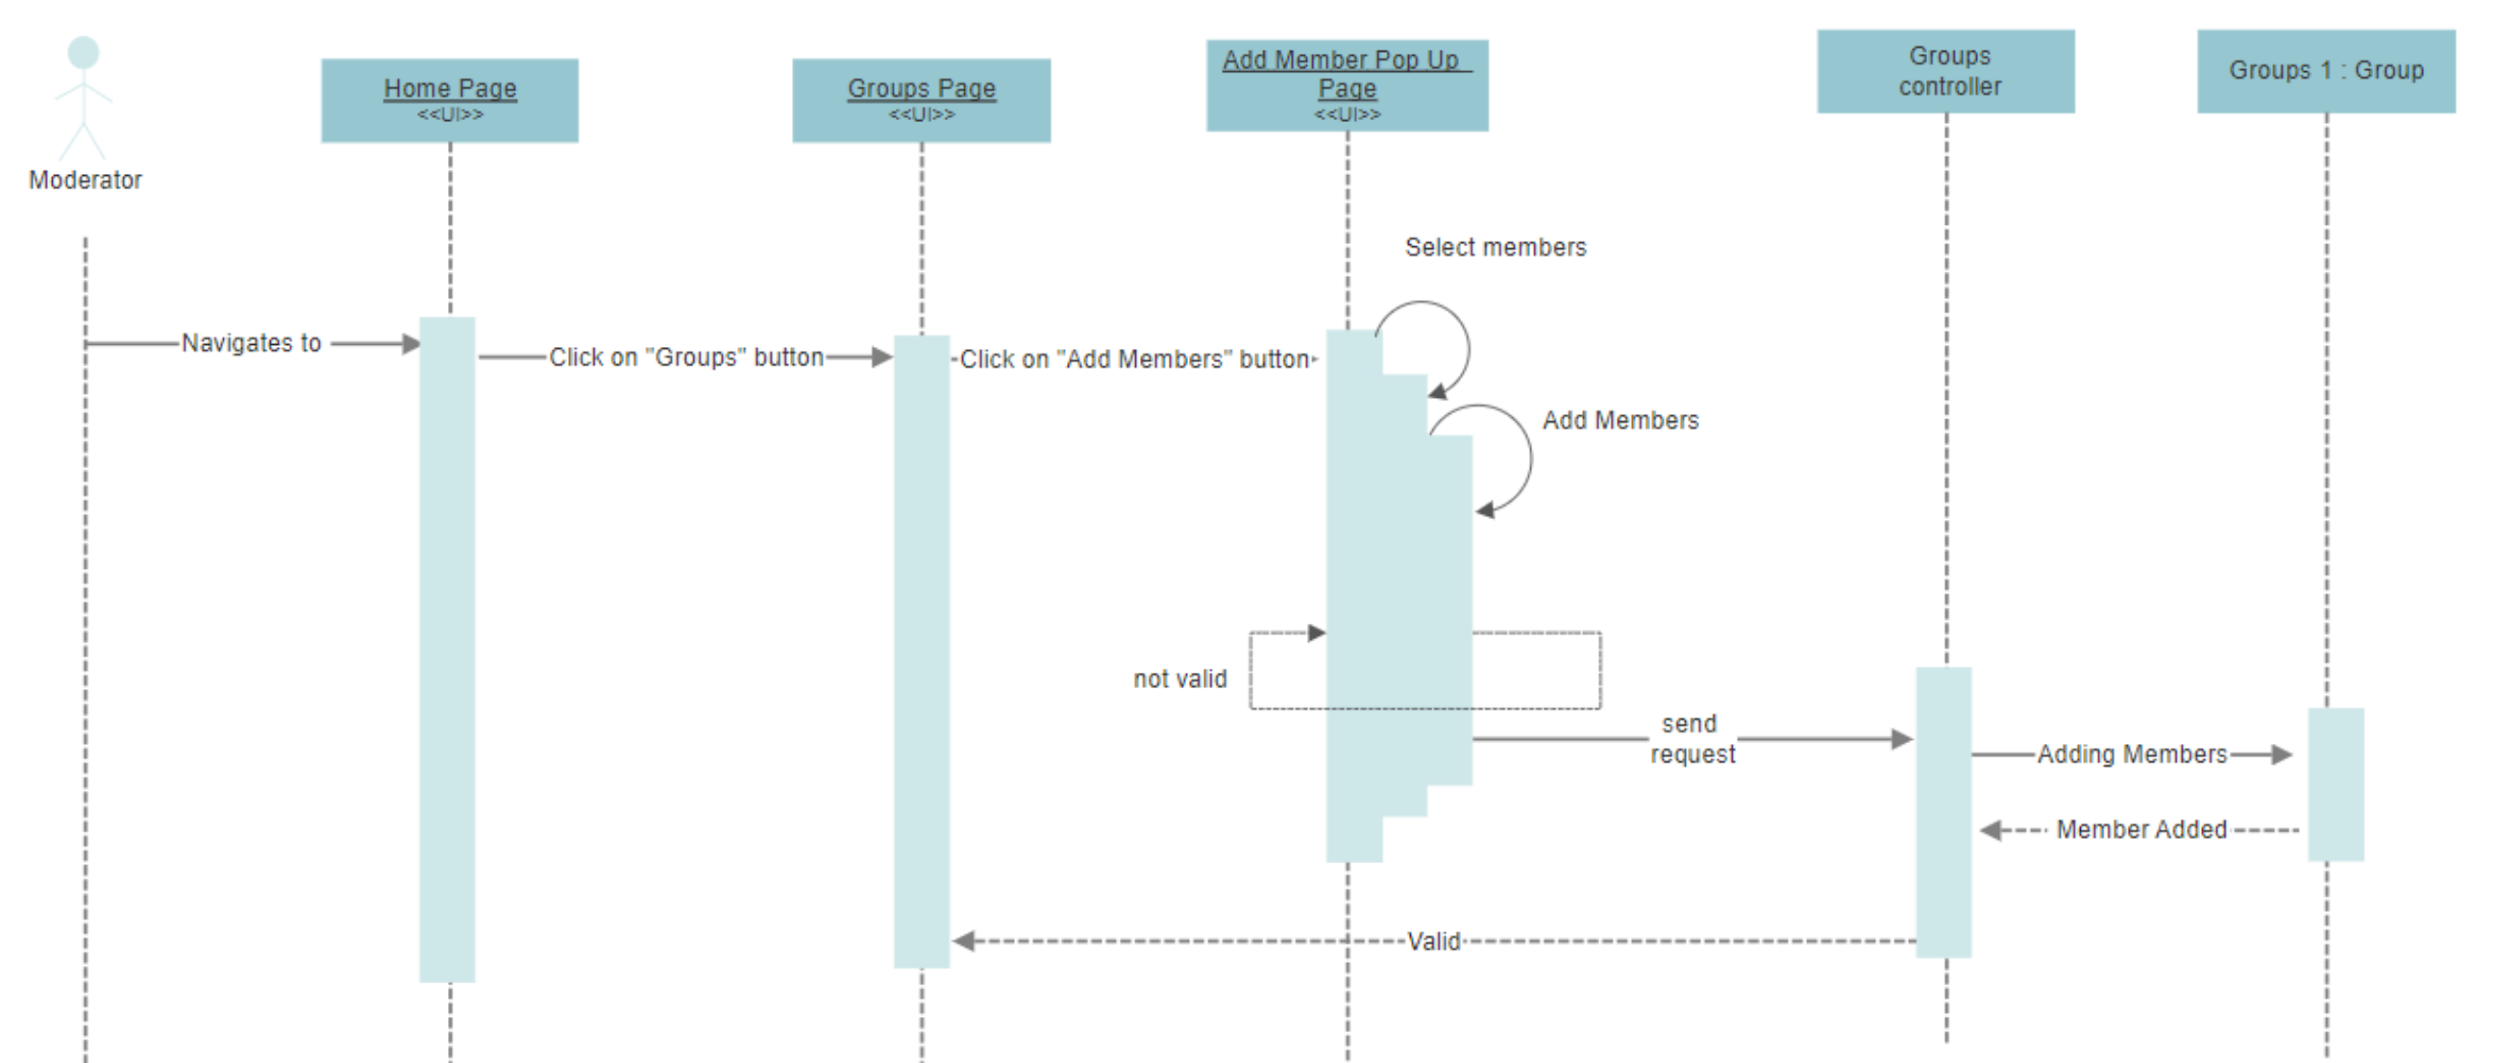 Moderator
Home Page
<<UI>>
Groups Page
<<UI>>
Add Member Pop Up
Page
<<UI>>
Groups
controller
Groups 1 : Group
Select members
Navigates to
Click on "Groups" button
Click on "Add Members" button
Add Members
not valid
send
request
Adding Members
Member Added
Valid